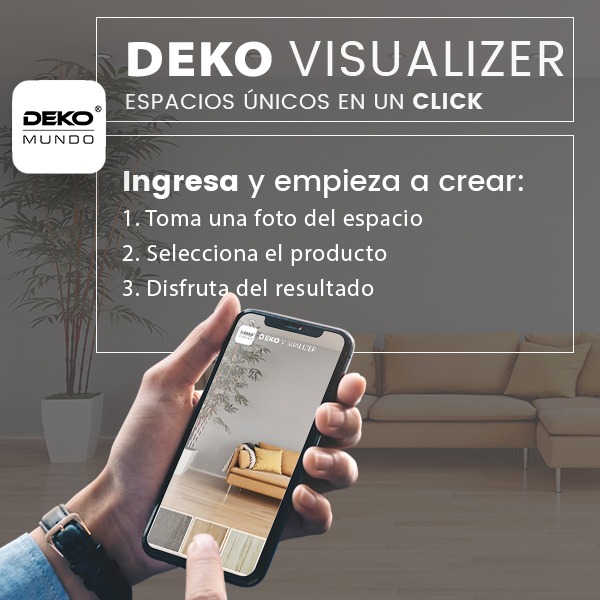 DEKO VISUALIZER
ESPACIOS ÚNICOS EN UN CLICK
DEKO®
MUNDO
Ingresa y empieza a crear:
1. Toma una foto del espacio
2. Selecciona el producto
3. Disfruta del resultado
DEKO VISUALIZER